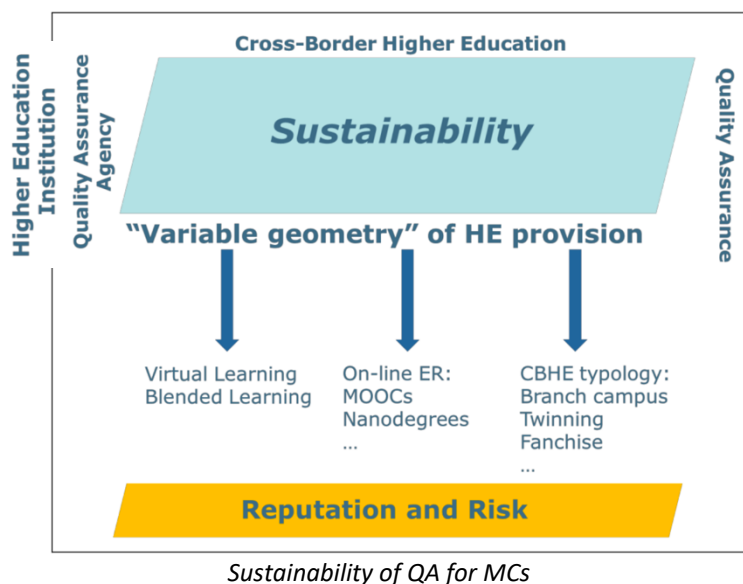 Cross-Border Higher Education
Higher Education
Institution
Quality Assurance
Agency
Sustainability
Quality Assurance
“Variable geometry” of HE provision
Virtual Learning
Blended Learning
On-line ER:
MOOCs
Nanodegrees
...
CBHE typology:
Branch campus
Twinning
Fanchise
...
Reputation and Risk
Sustainability of QA for MCs